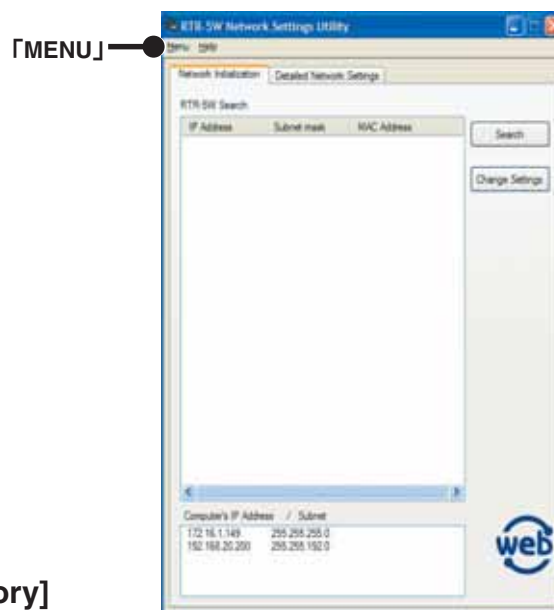 RTR-5W Network Settings Utility
「MENU」
Menu Help
Network Initialization Detailed Network Settings
RTR-5W Search
IP Address Subnet mask MAC Address
Search
Change Settings
Computer's IP Address / Subnet
172.16.1.149 255.255.255.0
192.168.20.200 255.255.192.0
web
ory]